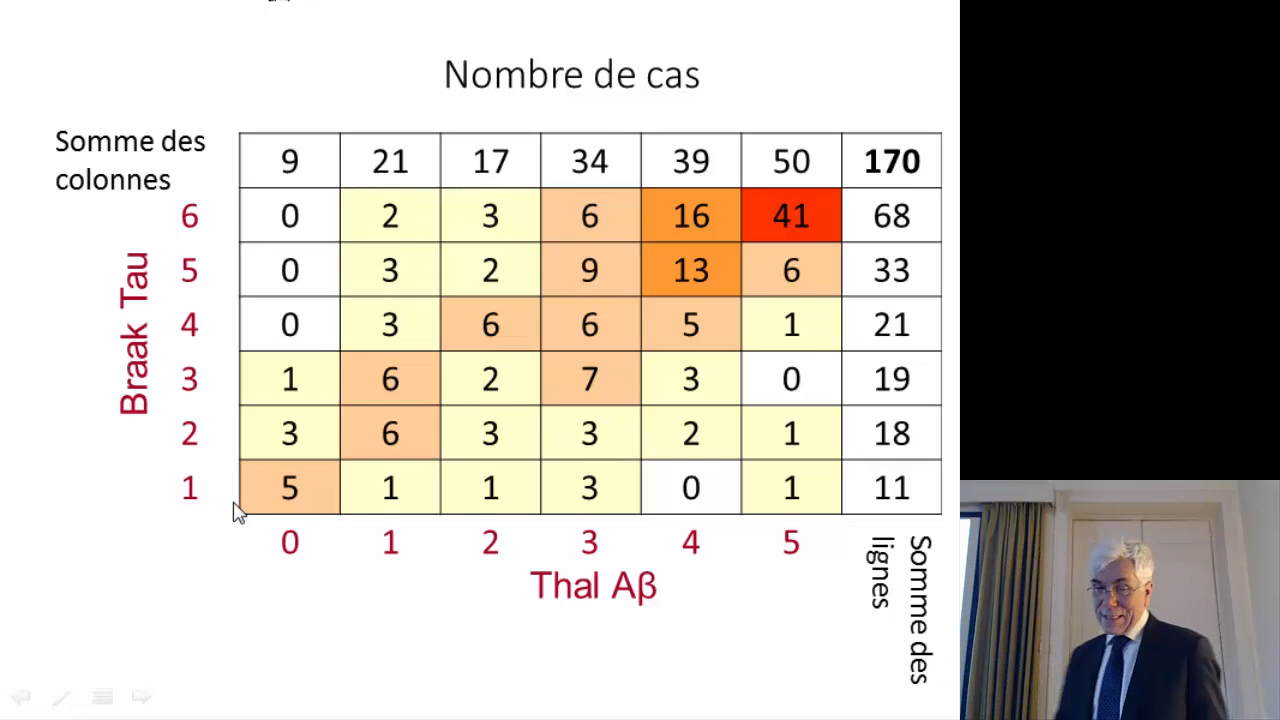 Nombre de cas
Somme des
colonnes
9 21 17 34 39 50 170
6 0 2 3 6 16 41 68
5 0 3 2 9 13 6 33
4 0 3 6 6 5 1 21
3 1 6 2 7 3 0 19
2 3 6 3 3 2 1 18
1 5 1 1 3 0 1 11
Braak Tau
0 1 2 3 4 5
Thal Aβ
Somme des
lignes